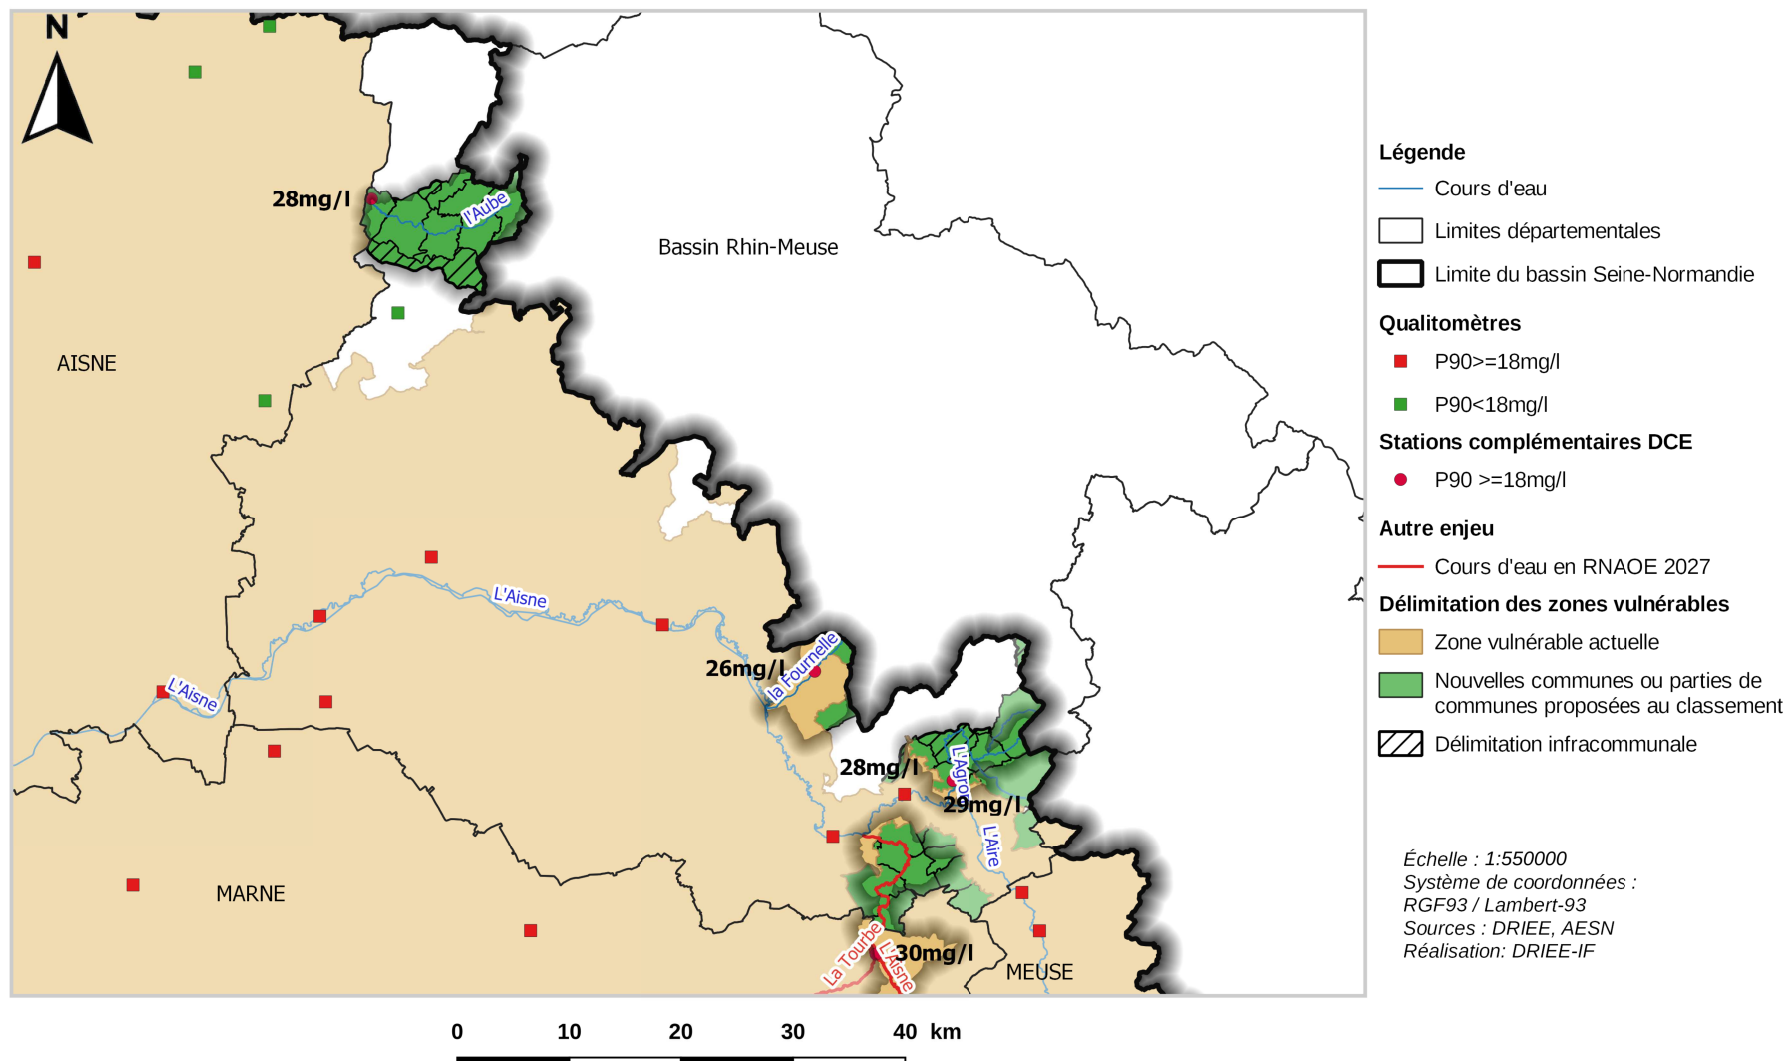 N
28mg/l
l'Aube
Bassin Rhin-Meuse
AISNE
L'Aisne
26mg/l
la Fournelle
L'Aisne
28mg/l
L'Agron
29mg/l
L'Aire
MARNE
La Tourbe
L'Aisne
30mg/l
MEUSE
Légende
Cours d'eau
Limites départementales
Limite du bassin Seine-Normandie
Qualitomètres
P90>=18mg/l
P90<18mg/l
Stations complémentaires DCE
P90 >=18mg/l
Autre enjeu
Cours d'eau en RNAOE 2027
Délimitation des zones vulnérables
Zone vulnérable actuelle
Nouvelles communes ou parties de
communes proposées au classement
Délimitation infracommunale
Échelle : 1:550000
Système de coordonnées :
RGF93 / Lambert-93
Sources : DRIEE, AESN
Réalisation: DRIEE-IF
0 10 20 30 40 km